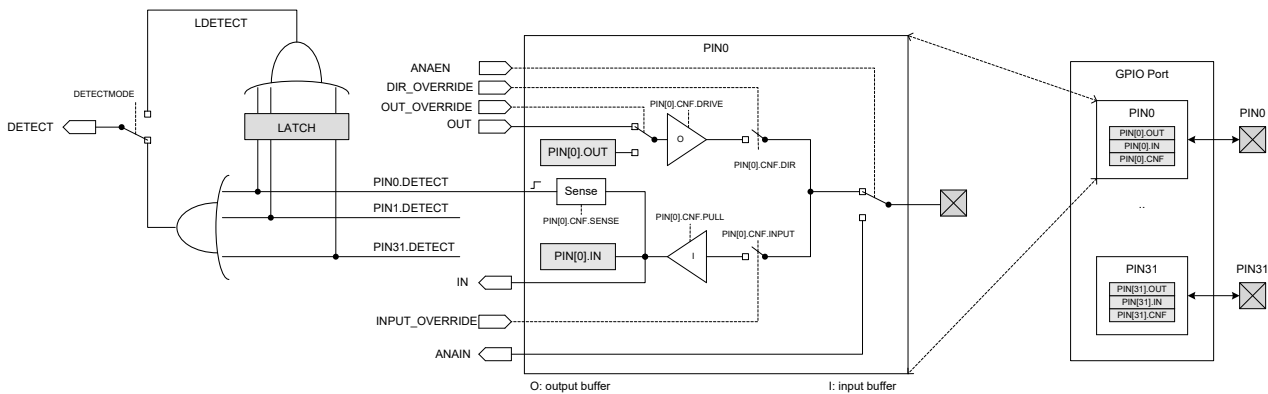 LDETECT
DETECTMODE
DETECT
LATCH
PIN0.DETECT
PIN1.DETECT
PIN31.DETECT
PIN0
ANAEN
DIR_OVERRIDE
OUT_OVERRIDE
OUT
PIN[0].CNF.DRIVE
O
PIN[0].OUT
PIN[0].CNF.DIR
Sense
PIN[0].CNF.SENSE
PIN[0].CNF.PULL
PIN[0].CNF.INPUT
PIN[0].IN
I
IN
INPUT_OVERRIDE
ANAIN
O: output buffer
I: input buffer
GPIO Port
PIN0
PIN[0].OUT
PIN[0].IN
PIN[0].CNF
PIN0
..
PIN31
PIN[31].OUT
PIN[31].IN
PIN[31].CNF
PIN31